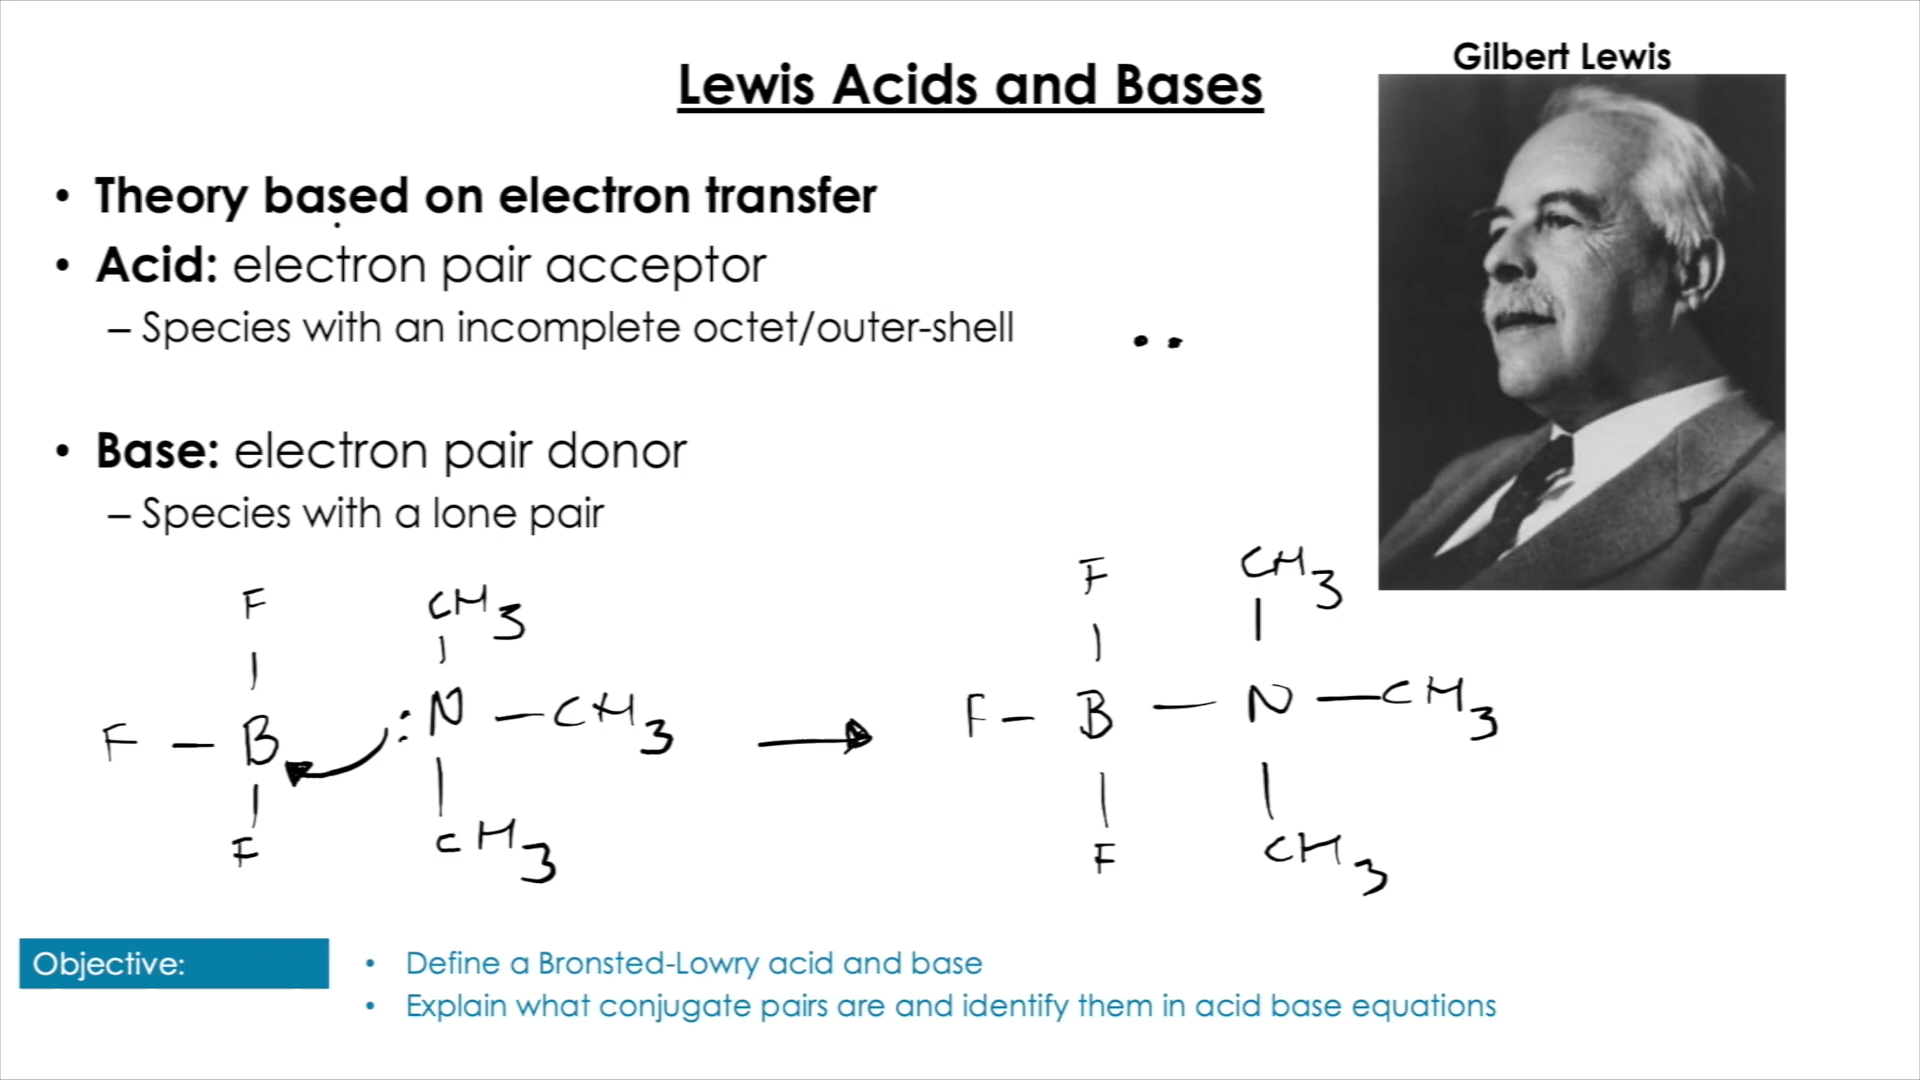 Gilbert Lewis
Lewis Acids and Bases
• Theory based on electron transfer
• Acid: electron pair acceptor
– Species with an incomplete octet/outer-shell
• Base: electron pair donor
– Species with a lone pair
F CH3 F CH3
F – B :N – CH3 → F – B – N – CH3
F CH3 F CH3
Objective:
• Define a Bronsted-Lowry acid and base
• Explain what conjugate pairs are and identify them in acid base equations